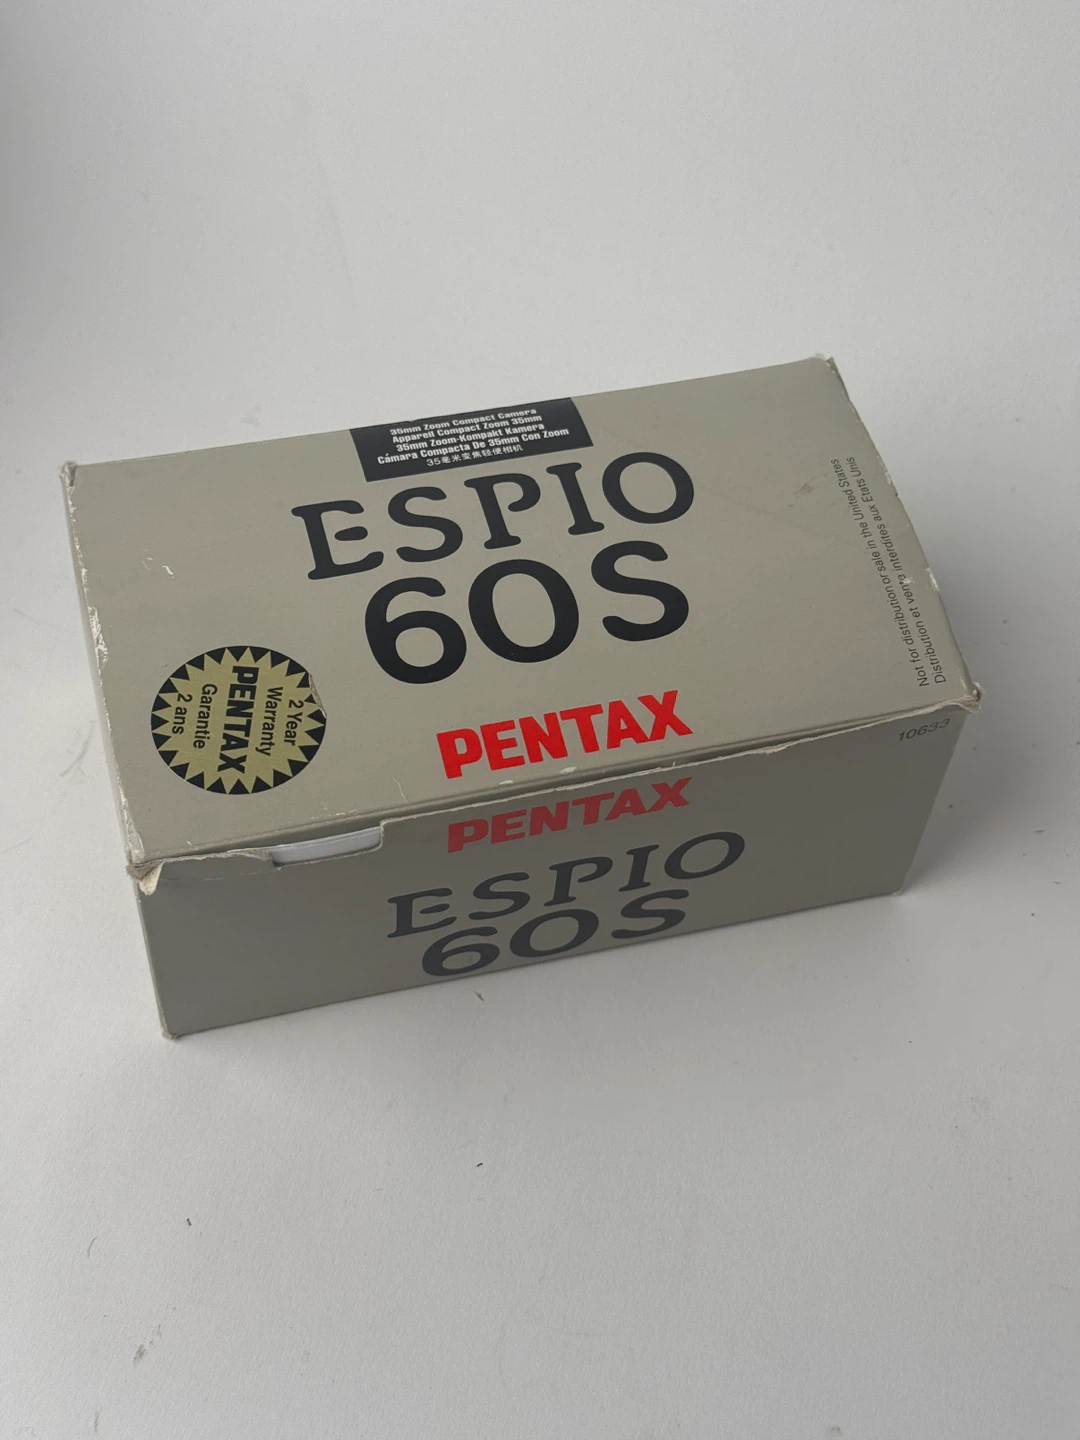 35mm Zoom Compact Camera
Appareil Compact Zoom 35mm
35mm Zoom-Kompakt Kamera
Cámara Compacta De 35mm Con Zoom
35毫米变焦轻便相机
ESPIO
60S
PENTAX
2 Year
Warranty
PENTAX
Garantie
2 ans
Not for distribution or sale in the United States
Distribution et vente interdites aux Etats Unis
10633
PENTAX
ESPIO
60S